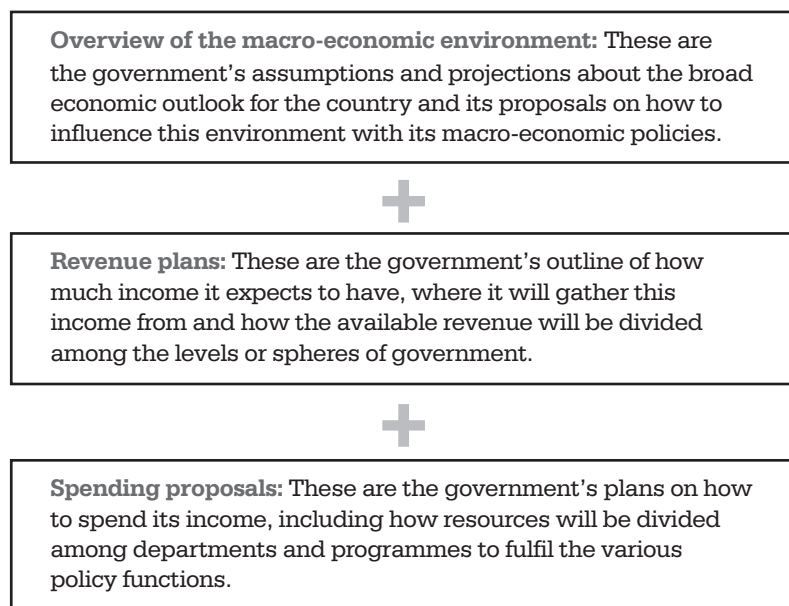 Overview of the macro-economic environment: These are
the government’s assumptions and projections about the broad
economic outlook for the country and its proposals on how to
influence this environment with its macro-economic policies.
+
Revenue plans: These are the government’s outline of how
much income it expects to have, where it will gather this
income from and how the available revenue will be divided
among the levels or spheres of government.
+
Spending proposals: These are the government’s plans on how
to spend its income, including how resources will be divided
among departments and programmes to fulfil the various
policy functions.